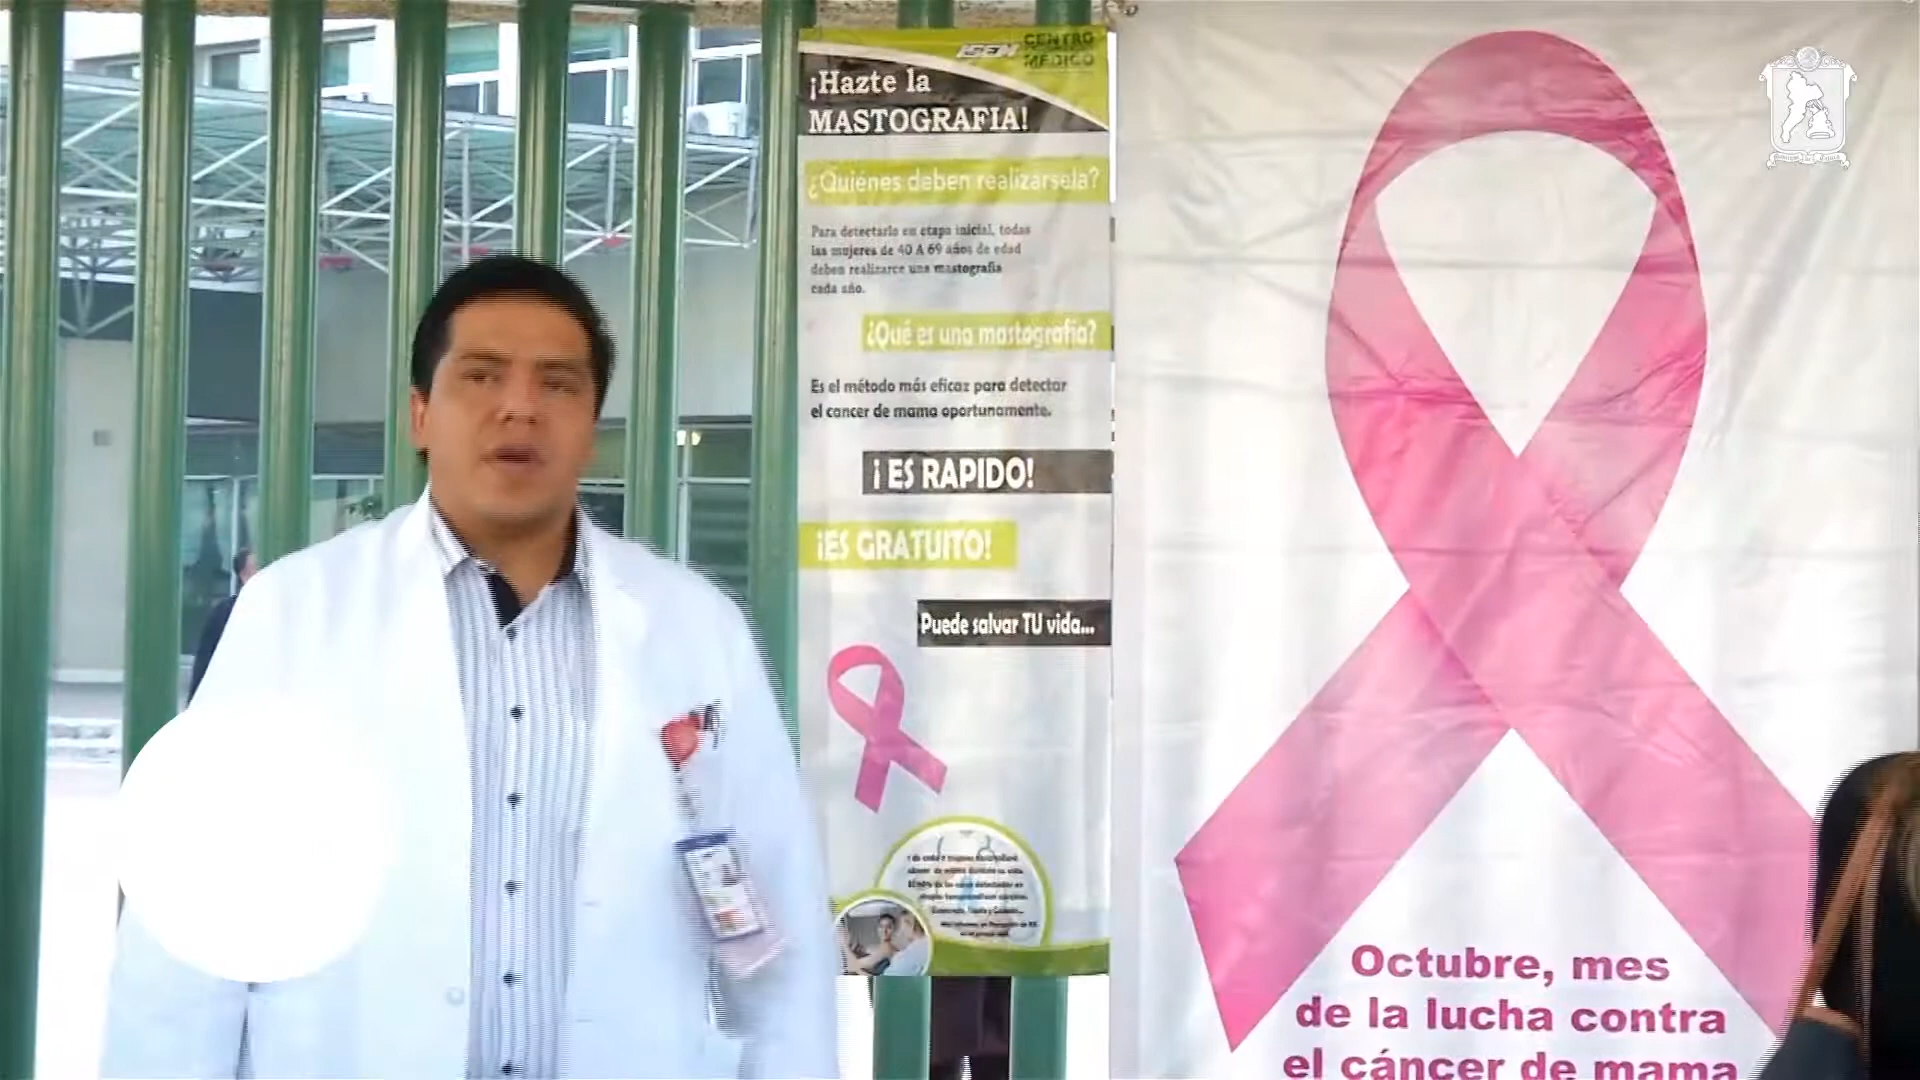 CENTRO
MEDICO
¡Hazte la
MASTOGRAFIA!
¿Quiénes deben realizársela?
Para detectarlo en etapa inicial, todas
las mujeres de 40 A 69 años de edad
deben realizarce una mastografía
cada año.
¿Qué es una mastografía?
Es el método más eficaz para detectar
el cancer de mama oportunamente.
¡ ES RAPIDO!
¡ES GRATUITO!
Puede salvar TU vida...
Octubre, mes
de la lucha contra
el cáncer de mama